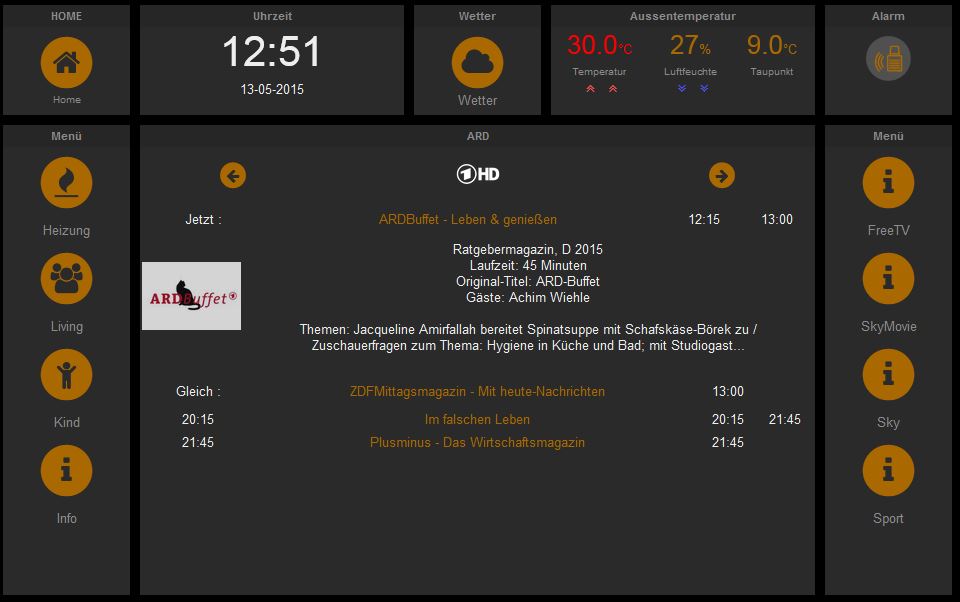 HOME
Home
Uhrzeit
12:51
13-05-2015
Wetter
Wetter
Aussentemperatur
30.0°C 27% 9.0°C
Temperatur Luftfeuchte Taupunkt
Alarm
Menü
Heizung
Living
Kind
Info
ARD
1 HD
Jetzt : ARDBuffet - Leben & genießen 12:15 13:00
Ratgebermagazin, D 2015
Laufzeit: 45 Minuten
Original-Titel: ARD-Buffet
Gäste: Achim Wiehle
ARD Buffet
Themen: Jacqueline Amirfallah bereitet Spinatsuppe mit Schafskäse-Börek zu /
Zuschauerfragen zum Thema: Hygiene in Küche und Bad; mit Studiogast...
Gleich : ZDFMittagsmagazin - Mit heute-Nachrichten 13:00
20:15 Im falschen Leben 20:15 21:45
21:45 Plusminus - Das Wirtschaftsmagazin 21:45
Menü
FreeTV
SkyMovie
Sky
Sport